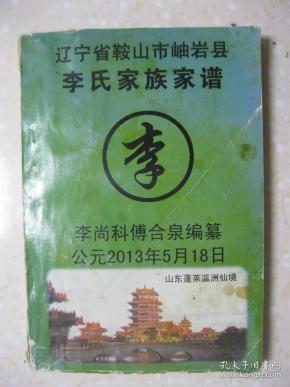 辽宁省鞍山市岫岩县
李氏家族家谱
李
李尚科傅合泉编纂
公元2013年5月18日
山东蓬莱瀛洲仙境
孔夫子旧书网